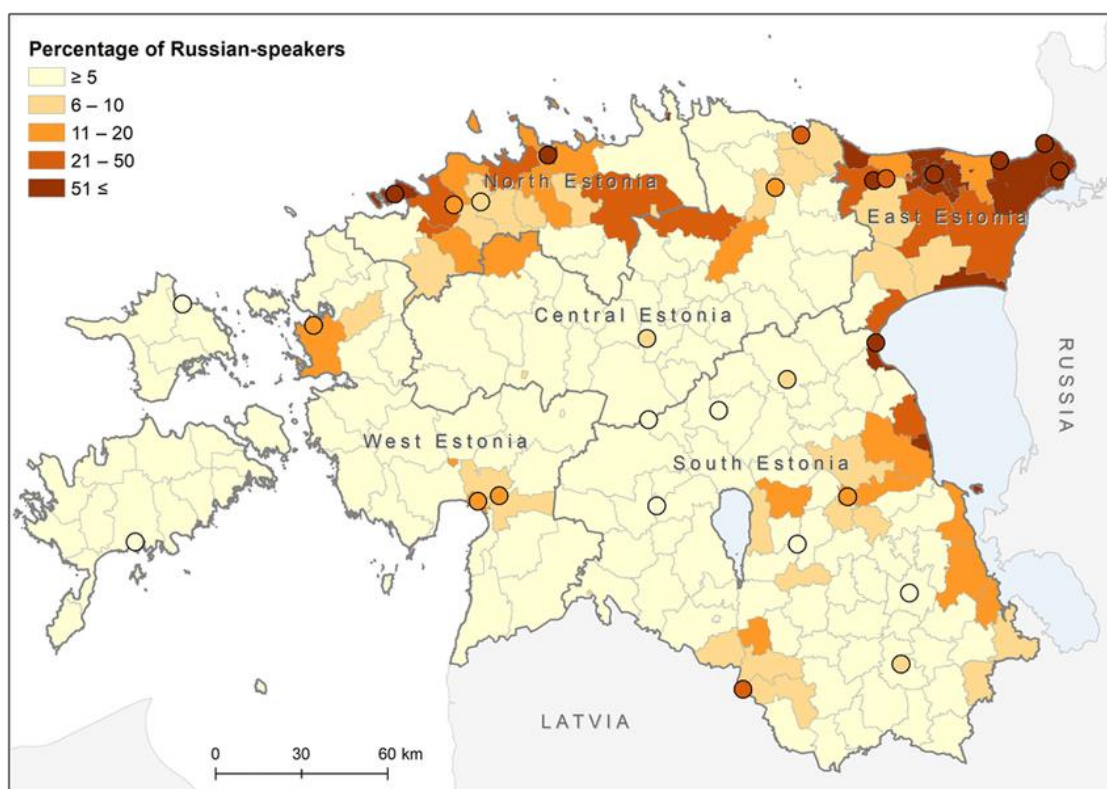 Percentage of Russian-speakers
≥ 5
6 – 10
11 – 20
21 – 50
51 ≤
North Estonia
East Estonia
Central Estonia
West Estonia
South Estonia
RUSSIA
LATVIA
0 30 60 km